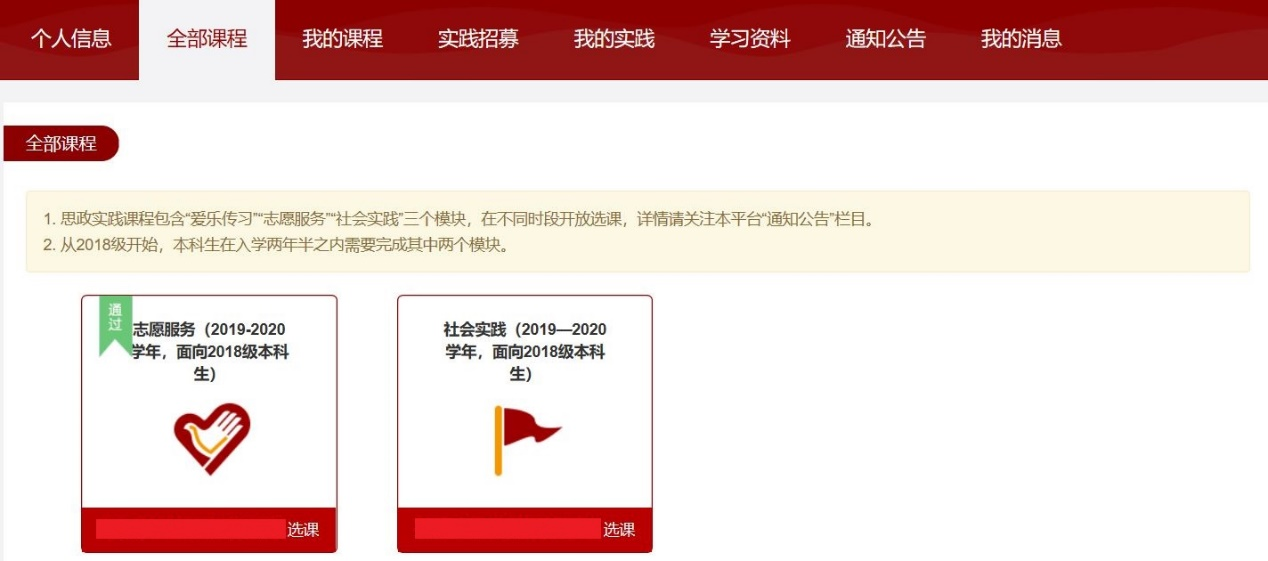 个人信息 全部课程 我的课程 实践招募 我的实践 学习资料 通知公告 我的消息
全部课程
1. 思政实践课程包含“爱乐传习”“志愿服务”“社会实践”三个模块，在不同时段开放选课，详情请关注本平台“通知公告”栏目。
2. 从2018级开始，本科生在入学两年半之内需要完成其中两个模块。
通过
志愿服务（2019-2020
学年，面向2018级本科
生）
选课
社会实践（2019—2020
学年，面向2018级本科
生）
选课